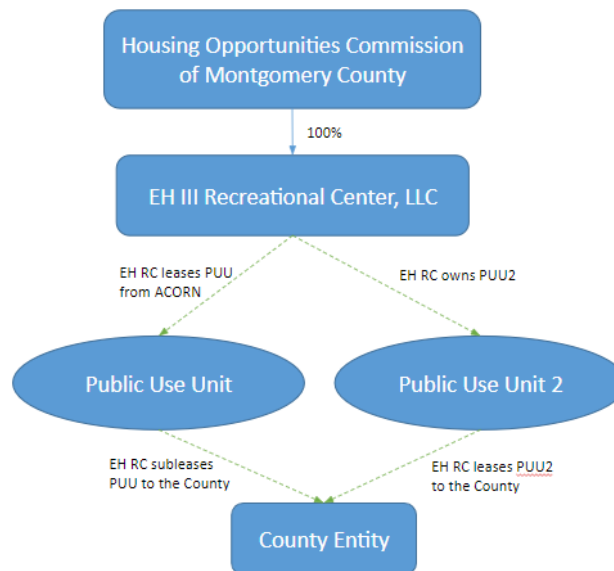 Housing Opportunities Commission
of Montgomery County
100%
EH III Recreational Center, LLC
EH RC leases PUU
from ACORN
EH RC owns PUU2
Public Use Unit
Public Use Unit 2
EH RC subleases
PUU to the County
EH RC leases PUU2
to the County
County Entity